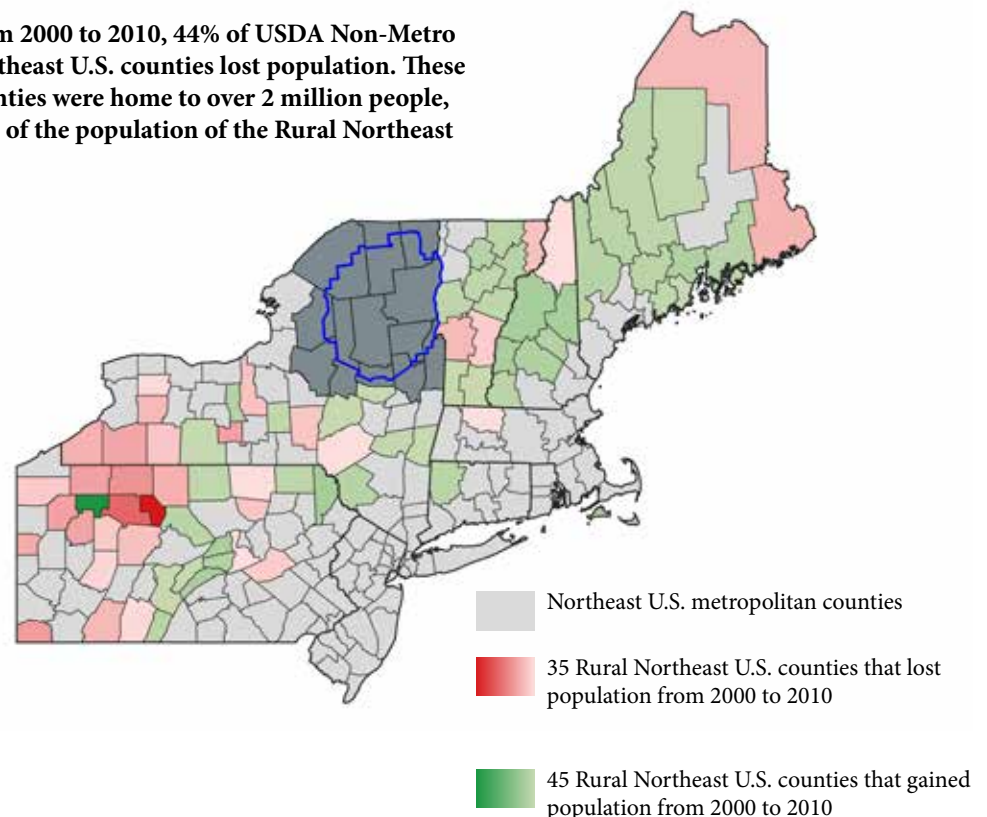 m 2000 to 2010, 44% of USDA Non-Metro
theast U.S. counties lost population. These
nties were home to over 2 million people,
of the population of the Rural Northeast
Northeast U.S. metropolitan counties
35 Rural Northeast U.S. counties that lost
population from 2000 to 2010
45 Rural Northeast U.S. counties that gained
population from 2000 to 2010